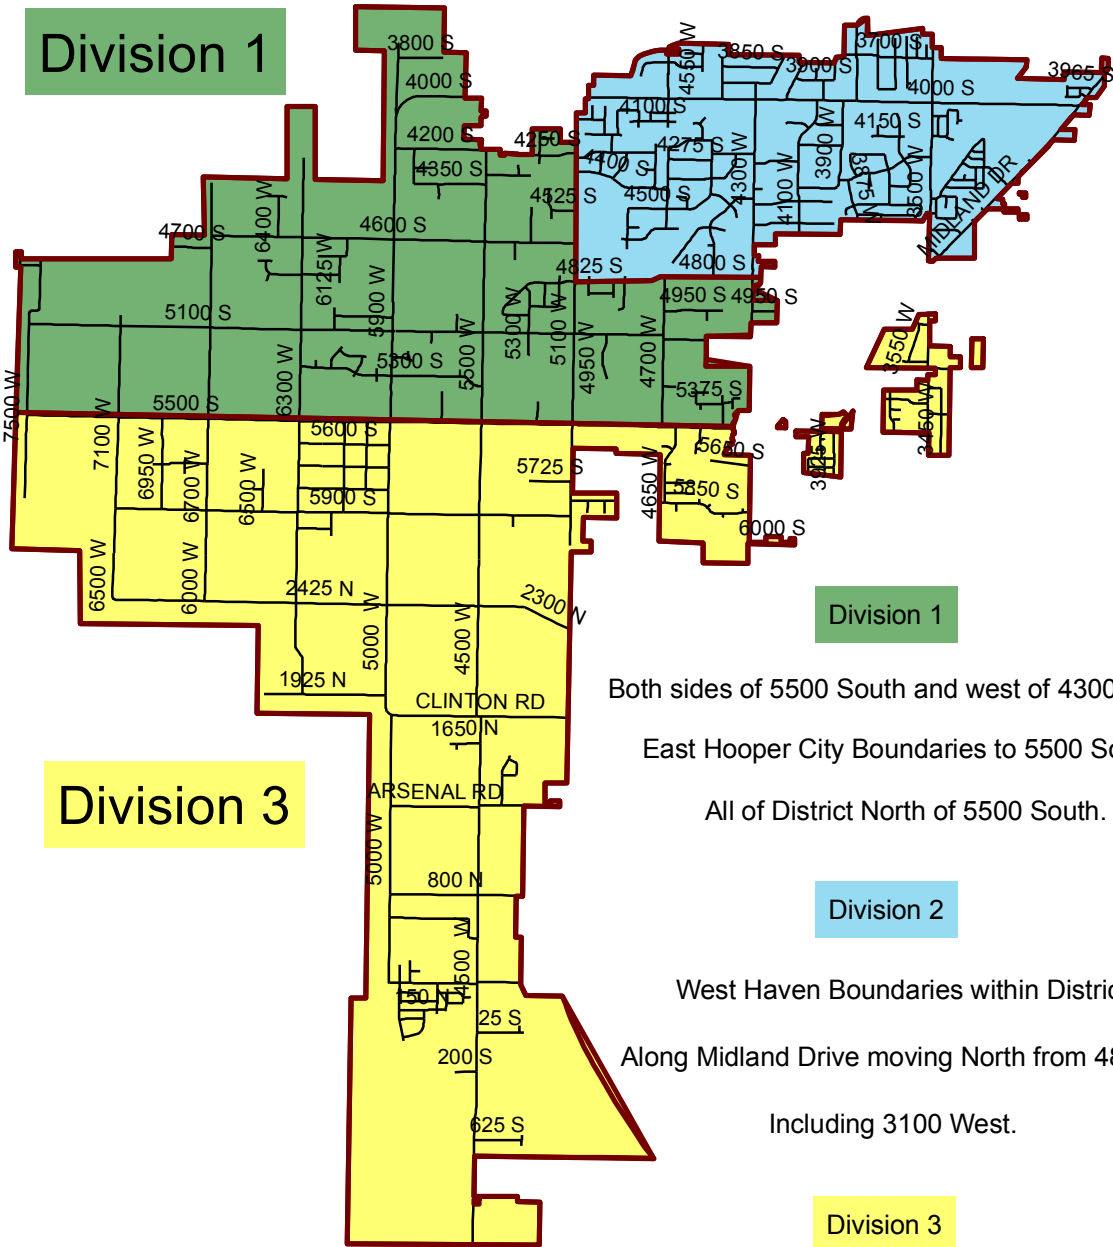 Division 1
3800 S
4000 S
4200 S
4350 S
4250 S
4525 S
4550 W
3850 S
3900 S
3700 S
3965 S
4000 S
4100 S
4150 S
4275 S
4400 S
4500 S
4300 W
3900 W
3875 W
4100 W
3500 W
MIDLAND DR
4800 S
4700 S
6400 W
4600 S
6125 W
5900 W
4825 S
4950 S
4950 S
5100 S
5300 W
5100 W
5500 W
4950 W
4700 W
5300 S
5375 S
6300 W
7500 W
5500 S
3550 W
3450 W
3925 W
7100 W
6950 W
6700 W
6500 W
5600 S
5725 S
5650 S
4650 W
5850 S
5900 S
6000 S
6500 W
6000 W
2425 N
2300 N
5000 W
4500 W
1925 N
CLINTON RD
1650 N
ARSENAL RD
5000 W
800 N
4500 W
150 N
25 S
200 S
625 S
Division 3
Division 1
Both sides of 5500 South and west of 4300
East Hooper City Boundaries to 5500 So
All of District North of 5500 South.
Division 2
West Haven Boundaries within Distric
Along Midland Drive moving North from 48
Including 3100 West.
Division 3